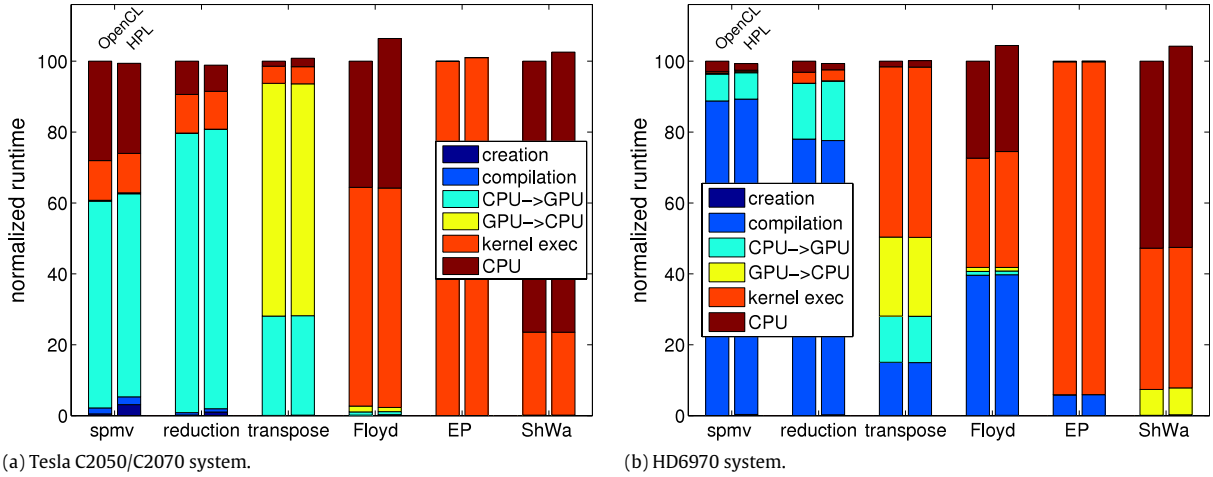 OpenCL
HPL
normalized runtime
100
80
60
40
20
0
creation
compilation
CPU->GPU
GPU->CPU
kernel exec
CPU
spmv reduction transpose Floyd EP ShWa
(a) Tesla C2050/C2070 system.
OpenCL
HPL
normalized runtime
100
80
60
40
20
0
creation
compilation
CPU->GPU
GPU->CPU
kernel exec
CPU
spmv reduction transpose Floyd EP ShWa
(b) HD6970 system.